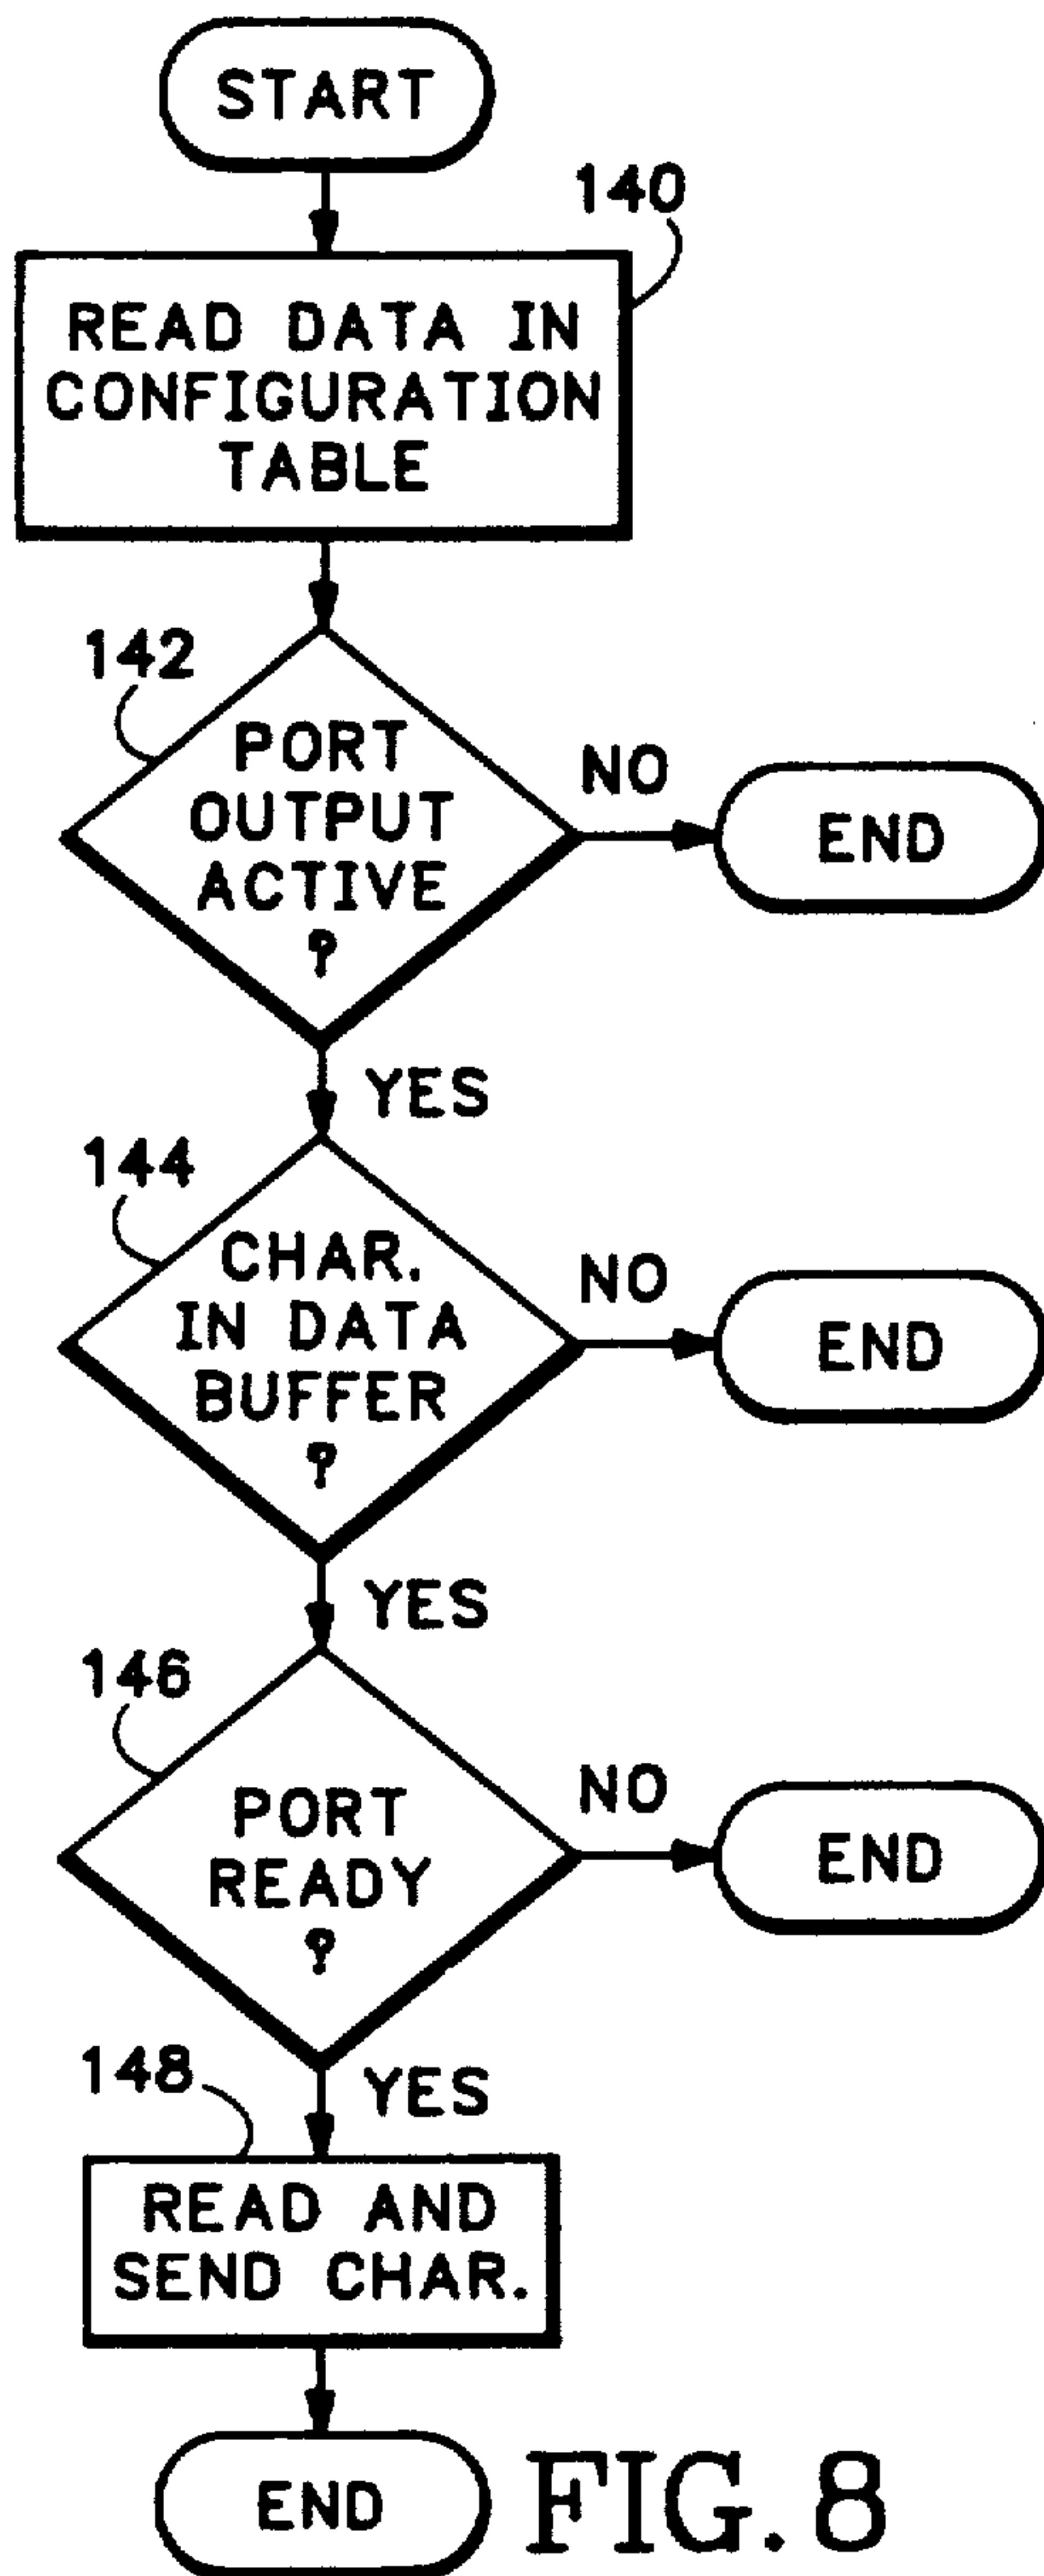 START
140
READ DATA IN
CONFIGURATION
TABLE
142
PORT
OUTPUT
ACTIVE
?
NO
END
YES
144
CHAR.
IN DATA
BUFFER
?
NO
END
YES
146
PORT
READY
?
NO
END
YES
148
READ AND
SEND CHAR.
END
FIG. 8